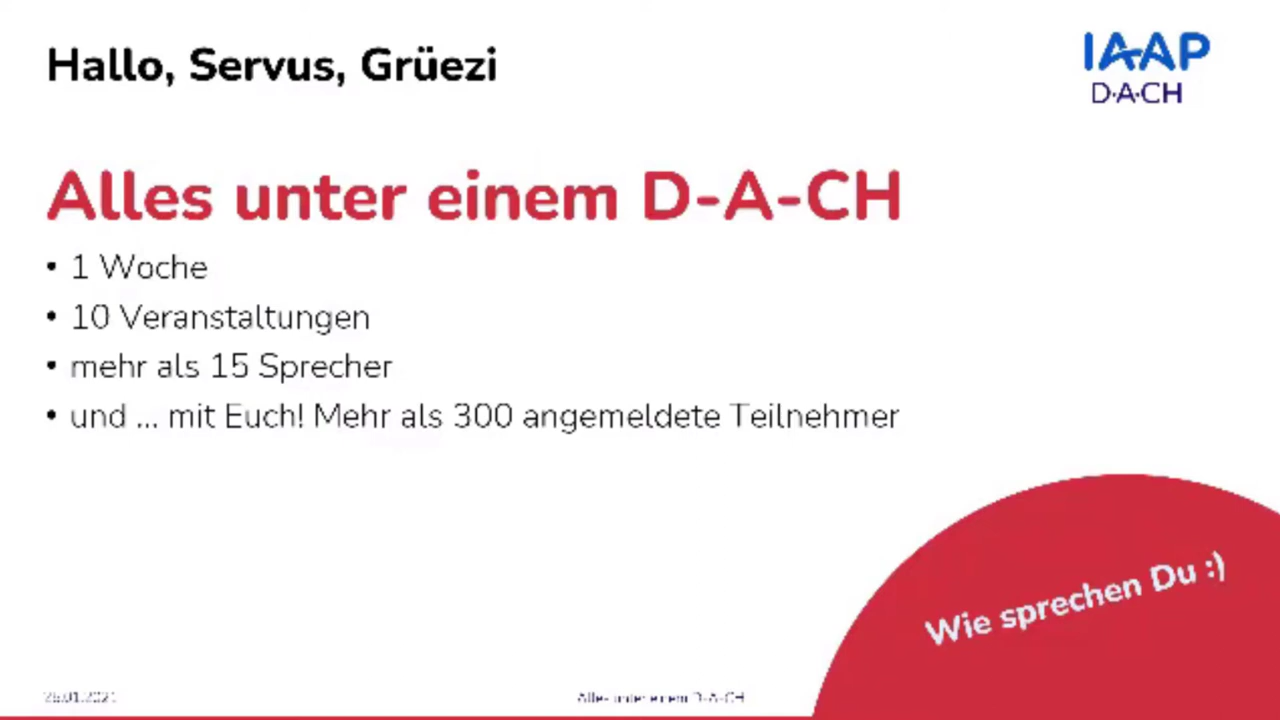 Hallo, Servus, Grüezi
IAAP
D·A·CH
Alles unter einem D-A-CH
• 1 Woche
• 10 Veranstaltungen
• mehr als 15 Sprecher
• und ... mit Euch! Mehr als 300 angemeldete Teilnehmer
Wie sprechen Du :)
Alles unter einem D-A-CH